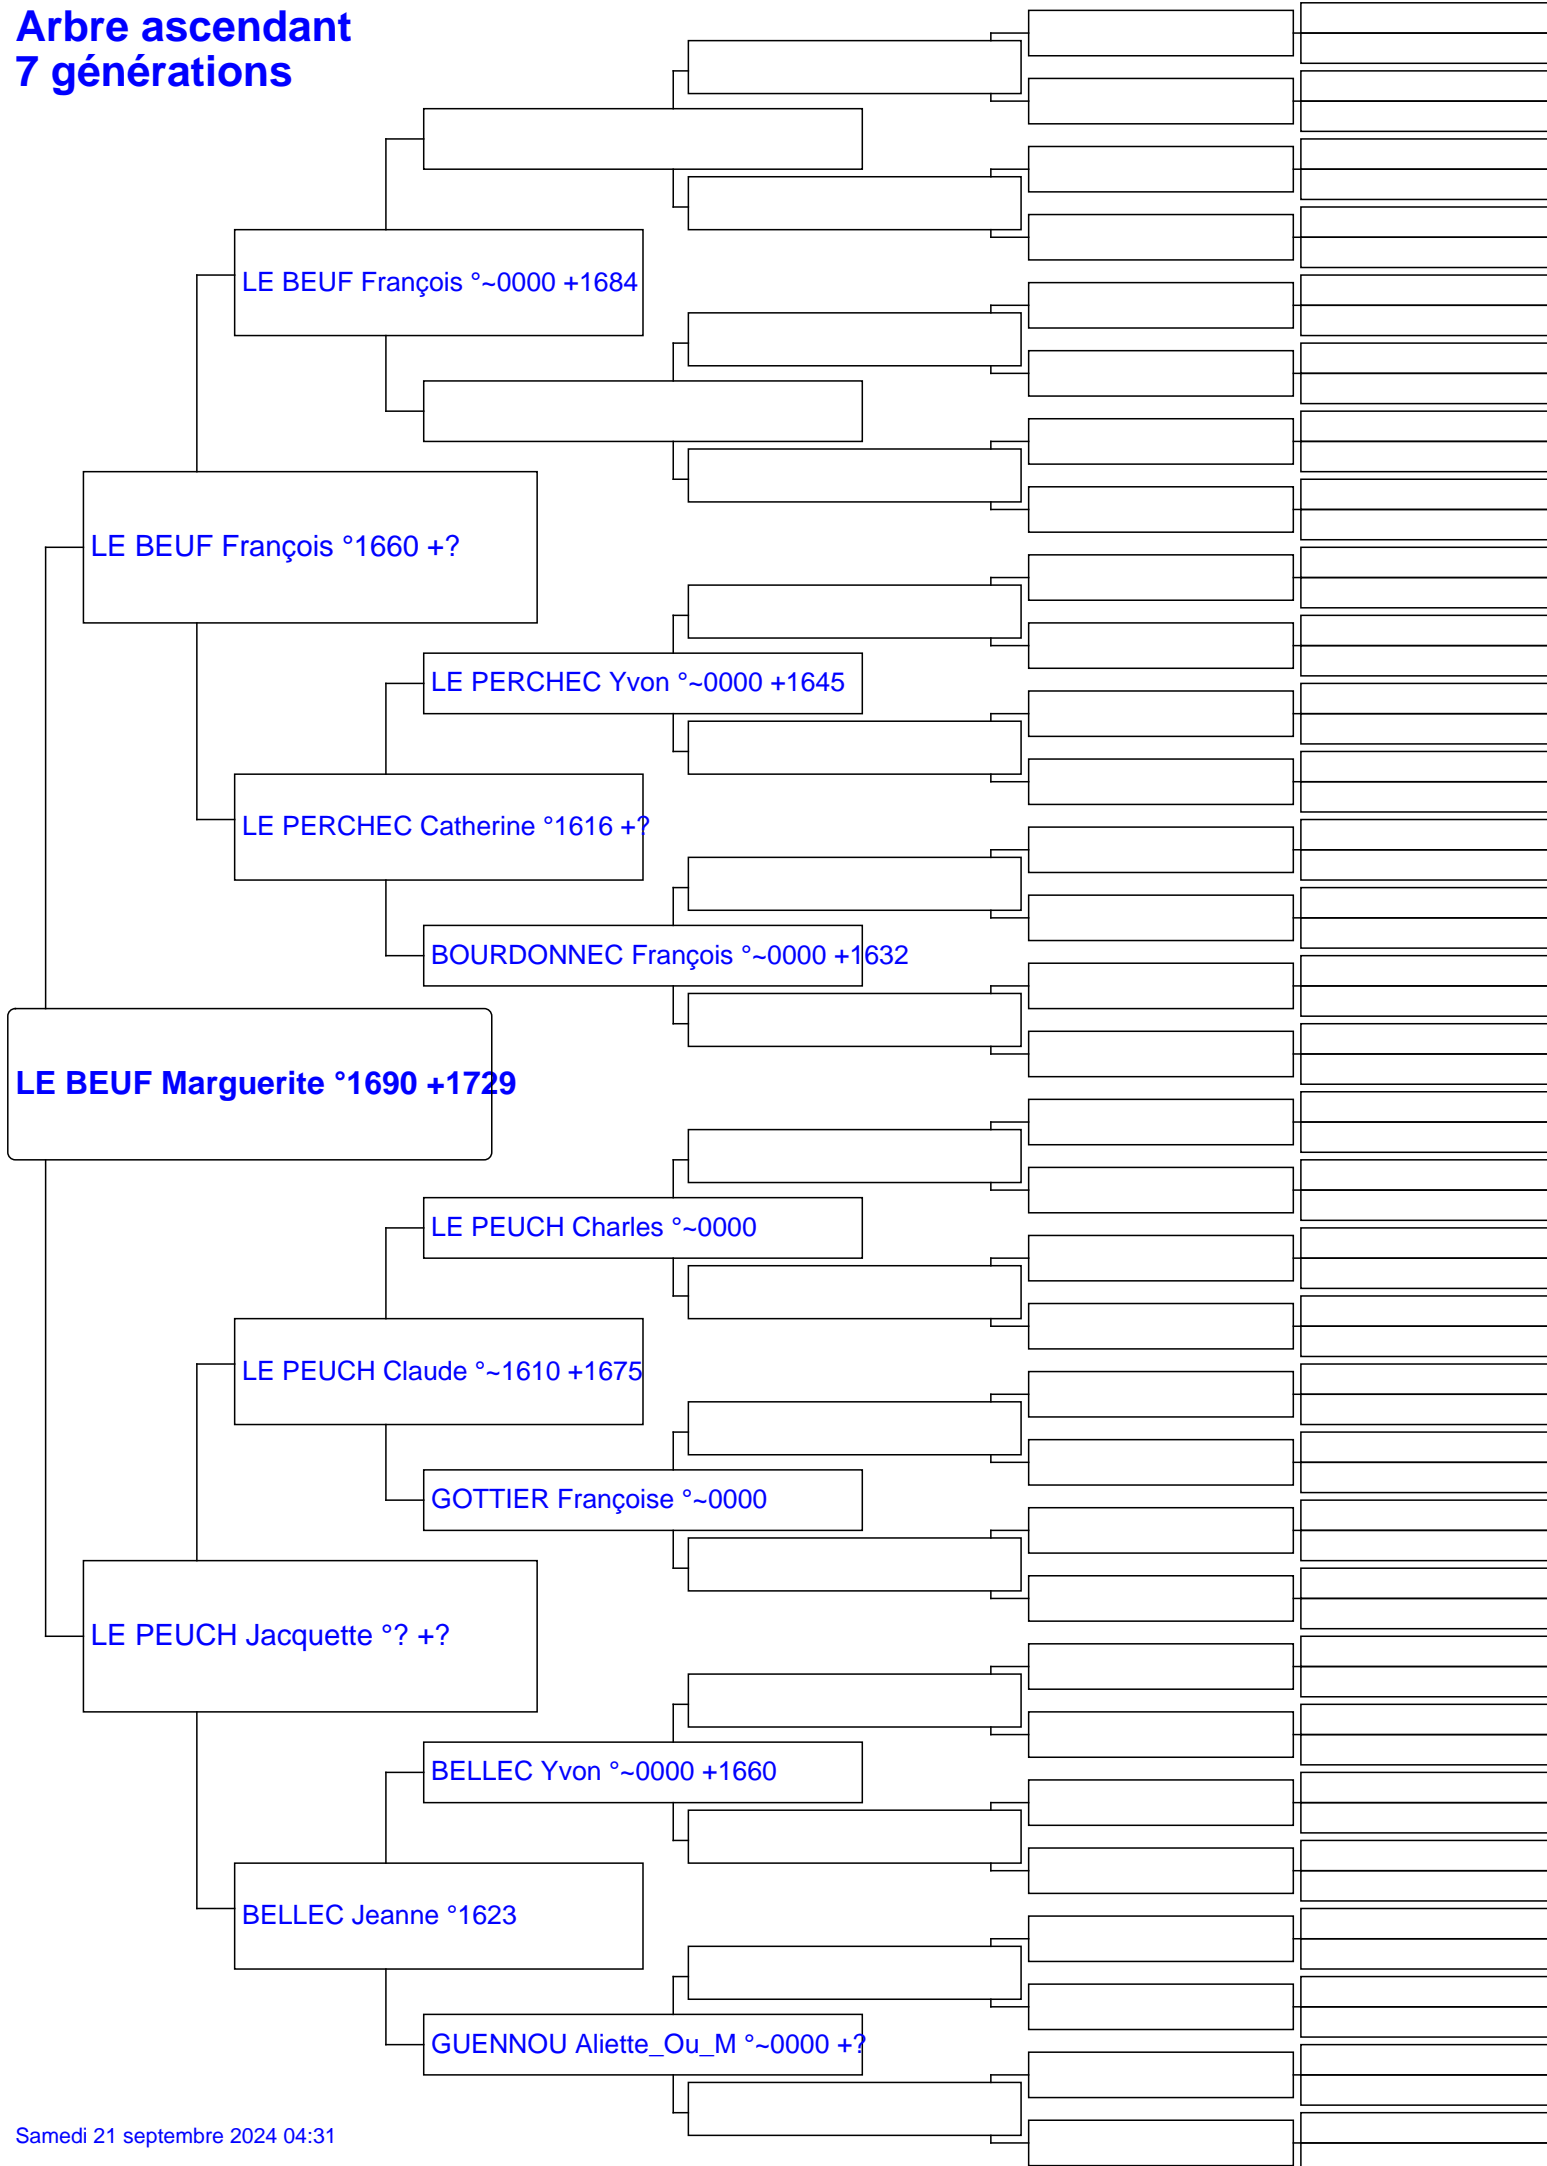 Arbre ascendant
7 générations
LE BEUF François °~0000 +1684
LE BEUF François °1660 +?
LE PERCHEC Yvon °~0000 +1645
LE PERCHEC Catherine °1616 +?
BOURDONNEC François °~0000 +1632
LE BEUF Marguerite °1690 +1729
LE PEUCH Charles °~0000
LE PEUCH Claude °~1610 +1675
GOTTIER Françoise °~0000
LE PEUCH Jacquette °? +?
BELLEC Yvon °~0000 +1660
BELLEC Jeanne °1623
GUENNOU Aliette_Ou_M °~0000 +?
Samedi 21 septembre 2024 04:31